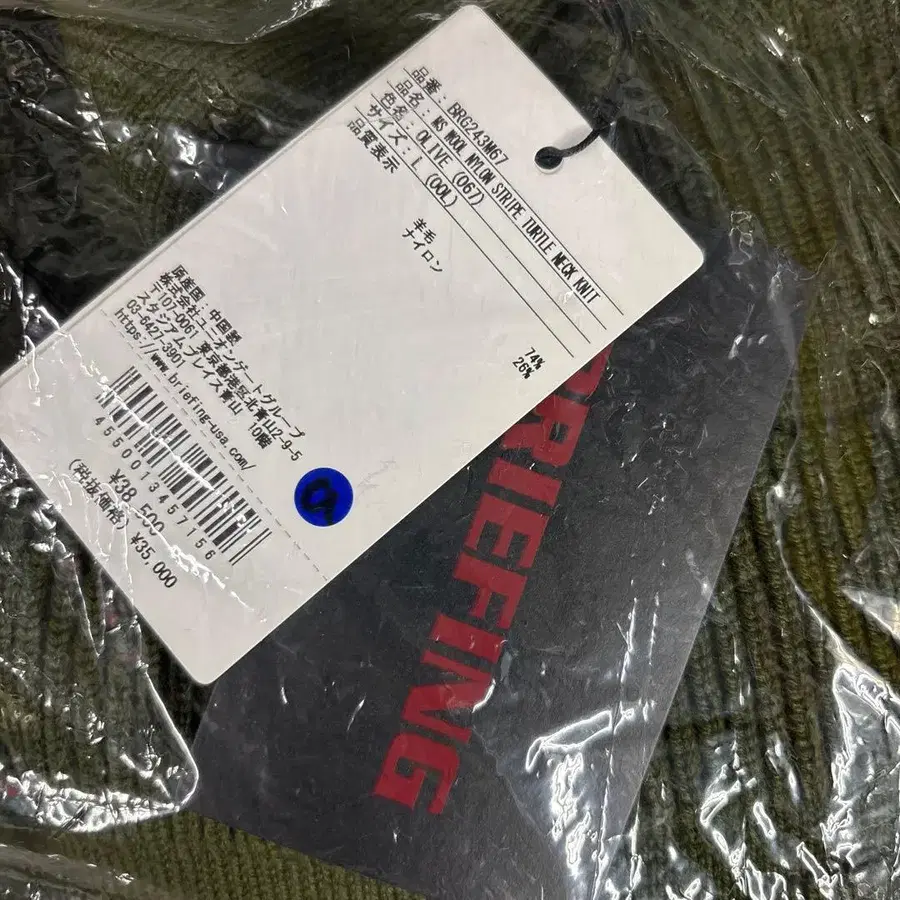 品番：BRG243M67
品名：MS WOOL NYLON STRIPE TURTLE NECK KNIT
色名：OLIVE (067)
サイズ：L (OOL)
品質表示
羊毛 74%
ナイロン 26%
原産国：中国製
株式会社ユニオンゲートグループ
〒107-0061 東京都港区北青山2-9-5
スタジアムプレイス青山 10階
03-6427-3901
https://www.briefing-usa.com/
4550013457156
¥38,500
(税抜価格) ¥35,000
BRIEFING